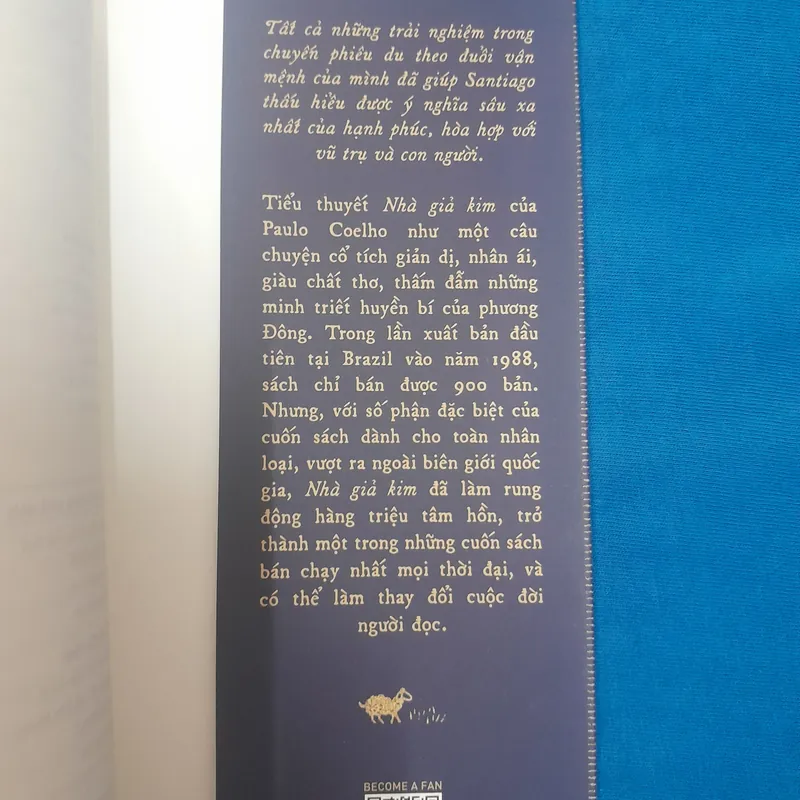 Tất cả những trải nghiệm trong
chuyến phiêu du theo đuổi vận
mệnh của mình đã giúp Santiago
thấu hiểu được ý nghĩa sâu xa
nhất của hạnh phúc, hòa hợp với
vũ trụ và con người.
Tiểu thuyết Nhà giả kim của
Paulo Coelho như một câu
chuyện cổ tích giản dị, nhân ái,
giàu chất thơ, thấm đẫm những
minh triết huyền bí của phương
Đông. Trong lần xuất bản đầu
tiên tại Brazil vào năm 1988,
sách chỉ bán được 900 bản.
Nhưng, với số phận đặc biệt của
cuốn sách dành cho toàn nhân
loại, vượt ra ngoài biên giới quốc
gia, Nhà giả kim đã làm rung
động hàng triệu tâm hồn, trở
thành một trong những cuốn sách
bán chạy nhất mọi thời đại, và
có thể làm thay đổi cuộc đời
người đọc.
BECOME A FAN